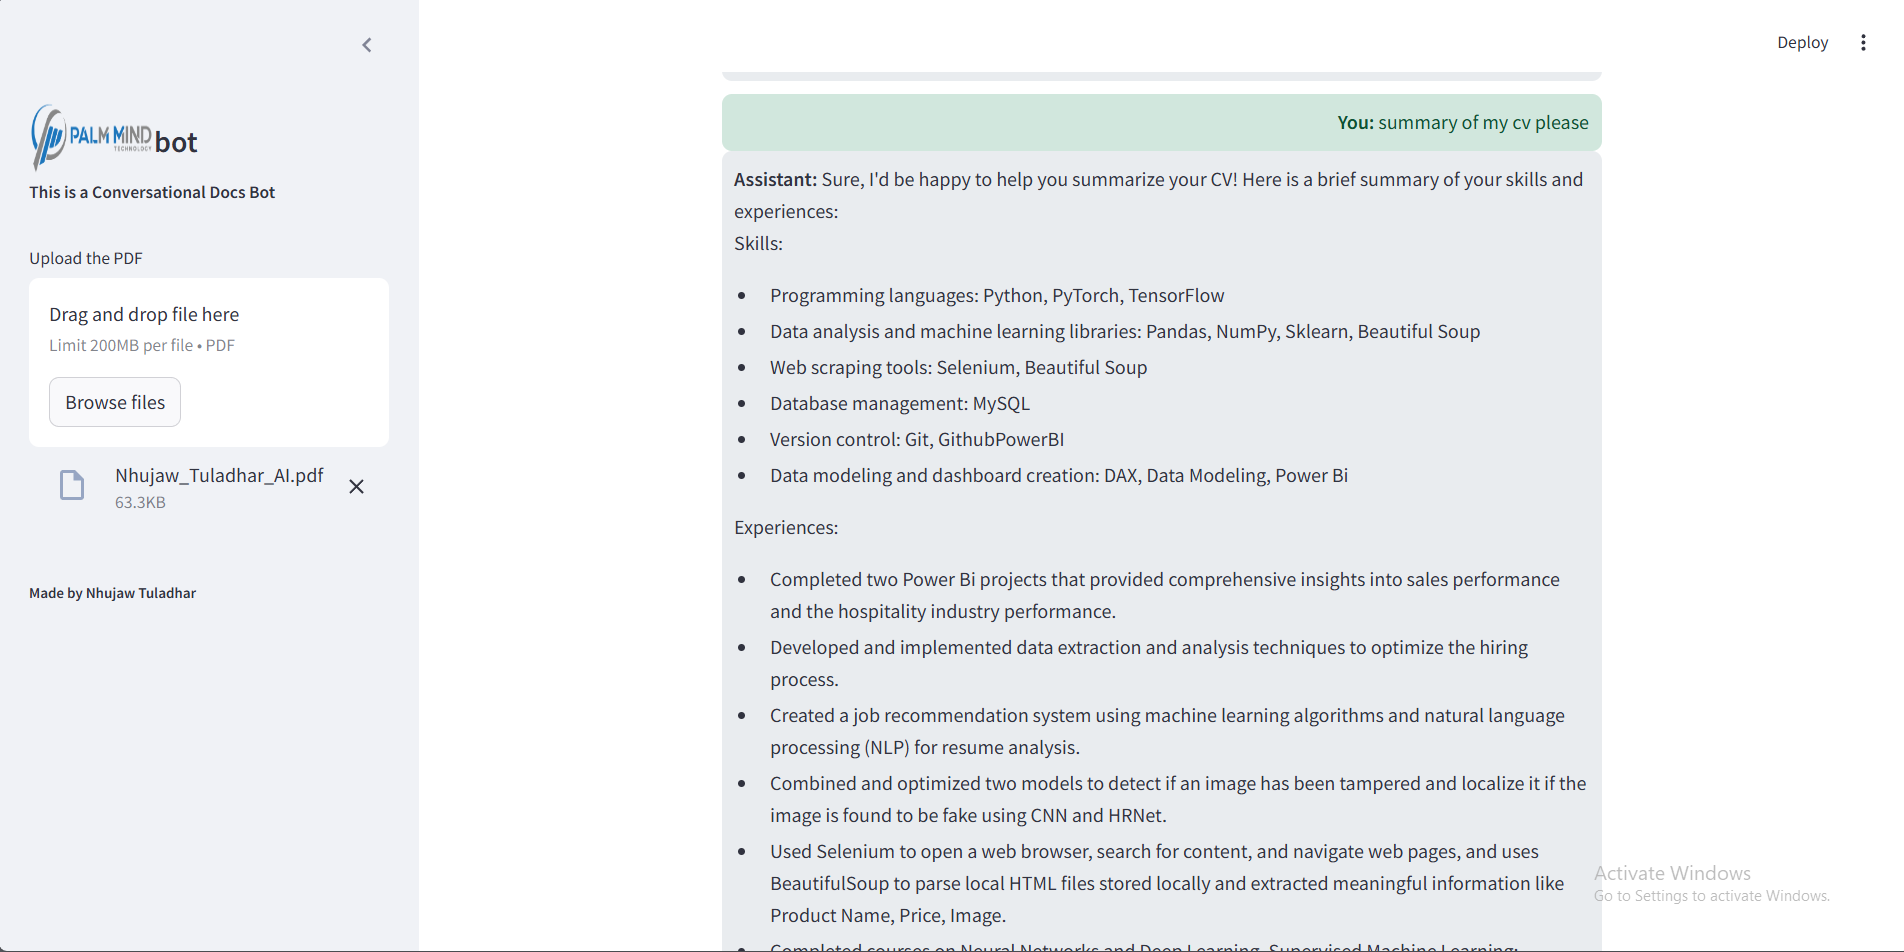 Deploy
PALM MIND
TECHNOLOGY
bot
This is a Conversational Docs Bot
Upload the PDF
Drag and drop file here
Limit 200MB per file • PDF
Browse files
Nhujaw_Tuladhar_AI.pdf
63.3KB
Made by Nhujaw Tuladhar
You: summary of my cv please
Assistant: Sure, I'd be happy to help you summarize your CV! Here is a brief summary of your skills and
experiences:
Skills:
• Programming languages: Python, PyTorch, TensorFlow
• Data analysis and machine learning libraries: Pandas, NumPy, Sklearn, Beautiful Soup
• Web scraping tools: Selenium, Beautiful Soup
• Database management: MySQL
• Version control: Git, GithubPowerBI
• Data modeling and dashboard creation: DAX, Data Modeling, Power Bi
Experiences:
• Completed two Power Bi projects that provided comprehensive insights into sales performance
and the hospitality industry performance.
• Developed and implemented data extraction and analysis techniques to optimize the hiring
process.
• Created a job recommendation system using machine learning algorithms and natural language
processing (NLP) for resume analysis.
• Combined and optimized two models to detect if an image has been tampered and localize it if the
image is found to be fake using CNN and HRNet.
• Used Selenium to open a web browser, search for content, and navigate web pages, and uses
BeautifulSoup to parse local HTML files stored locally and extracted meaningful information like
Product Name, Price, Image.
• Completed courses on Neural Networks and Deep Learning, Supervised Machine Learning:
Activate Windows
Go to Settings to activate Windows.